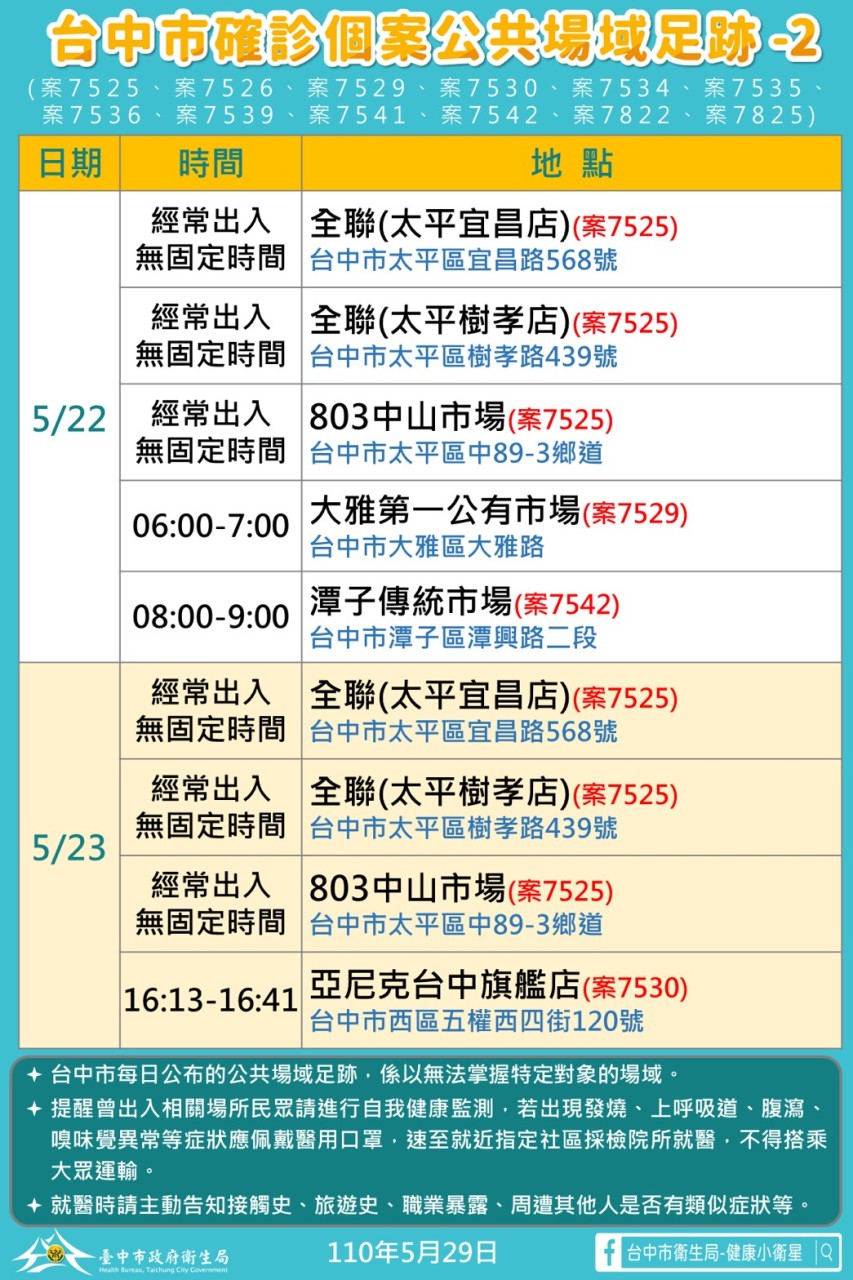 台中市確診個案公共場域足跡-2
(案7525、案7526、案7529、案7530、案7534、案7535、
案7536、案7539、案7541、案7542、案7822、案7825)
日期 時間 地 點
5/22
經常出入
無固定時間
全聯(太平宜昌店)(案7525)
台中市太平區宜昌路568號
經常出入
無固定時間
全聯(太平樹孝店)(案7525)
台中市太平區樹孝路439號
經常出入
無固定時間
803中山市場(案7525)
台中市太平區中89-3鄉道
06:00-7:00
大雅第一公有市場(案7529)
台中市大雅區大雅路
08:00-9:00
潭子傳統市場(案7542)
台中市潭子區潭興路二段
5/23
經常出入
無固定時間
全聯(太平宜昌店)(案7525)
台中市太平區宜昌路568號
經常出入
無固定時間
全聯(太平樹孝店)(案7525)
台中市太平區樹孝路439號
經常出入
無固定時間
803中山市場(案7525)
台中市太平區中89-3鄉道
16:13-16:41
亞尼克台中旗艦店(案7530)
台中市西區五權西四街120號
台中市每日公布的公共場域足跡，係以無法掌握特定對象的場域。
提醒曾出入相關場所民眾請進行自我健康監測，若出現發燒、上呼吸道、腹瀉、
嗅味覺異常等症狀應佩戴醫用口罩，速至就近指定社區採檢院所就醫，不得搭乘
大眾運輸。
就醫時請主動告知接觸史、旅遊史、職業暴露、周遭其他人是否有類似症狀等。
臺中市政府衛生局
Health Bureau, Taichung City Government
110年5月29日
台中市衛生局-健康小衛星